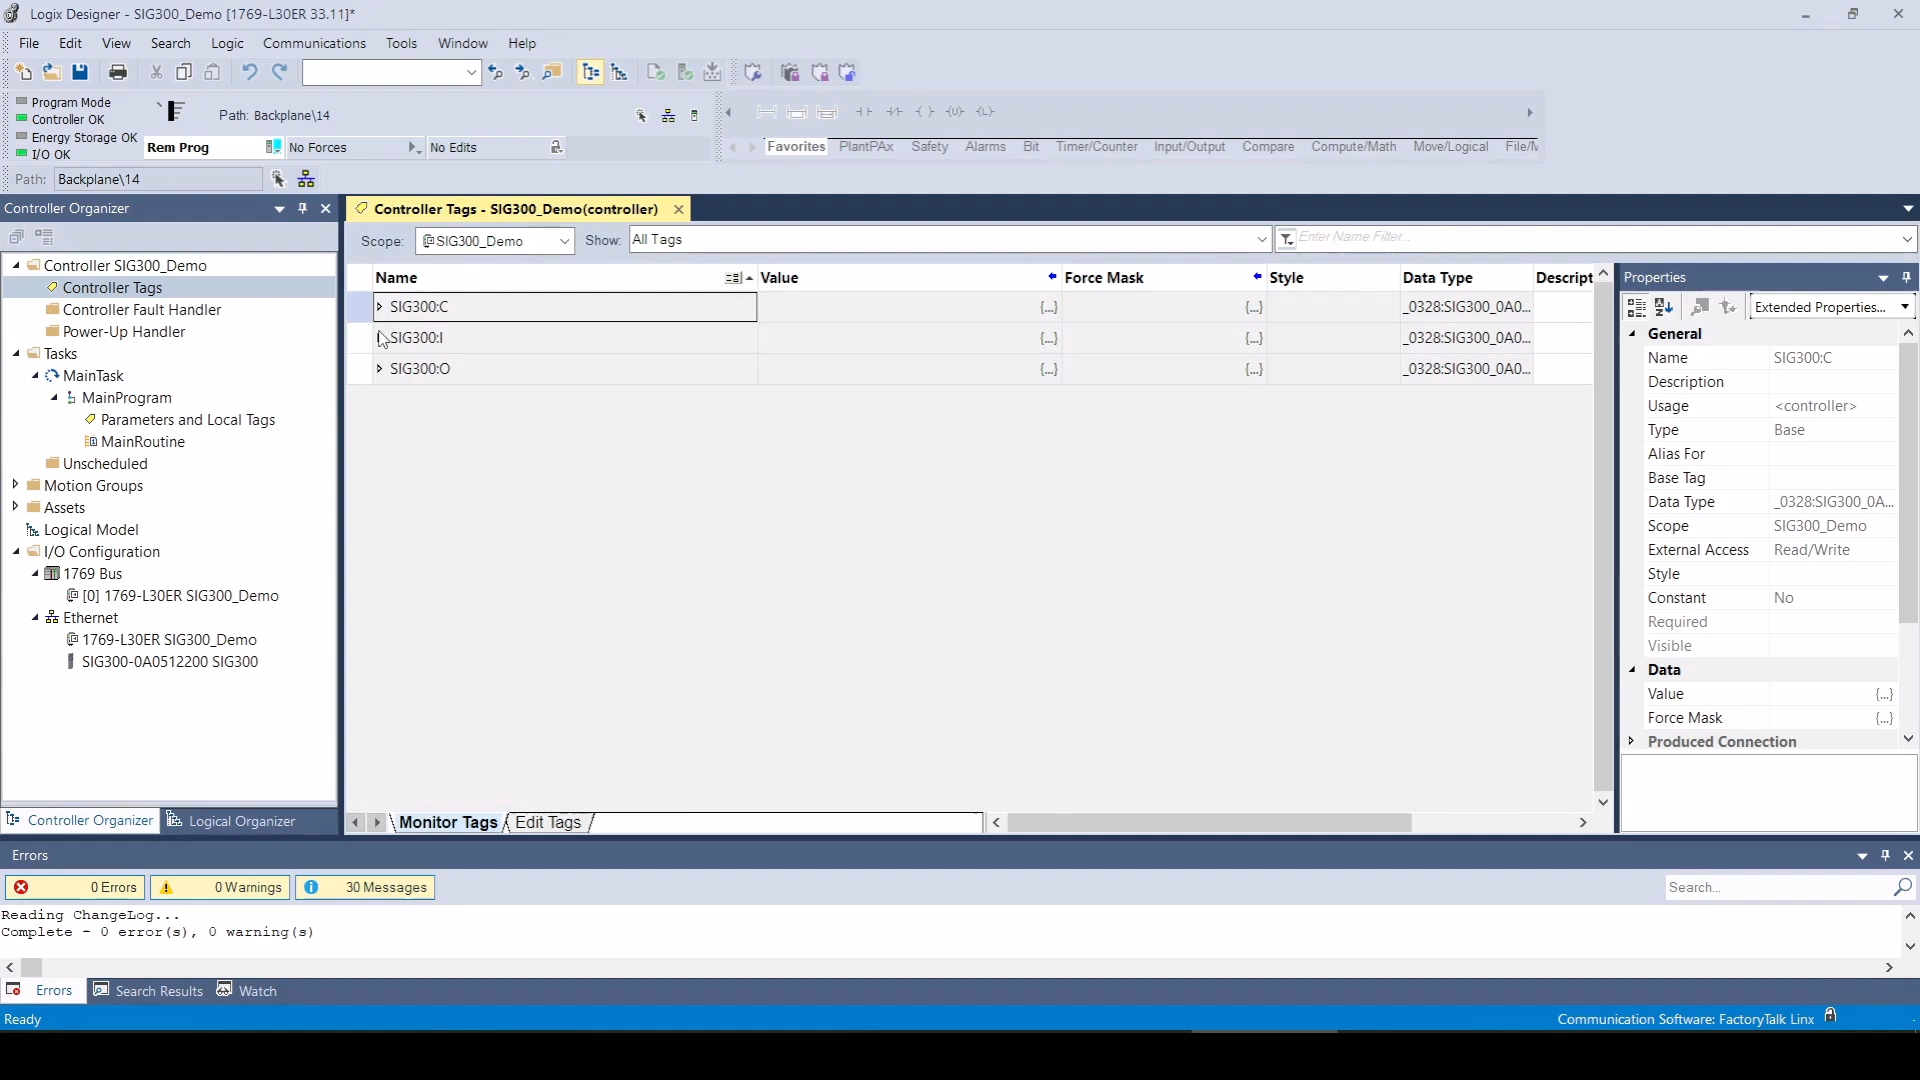 Logix Designer - SIG300_Demo [1769-L30ER 33.11]*
File Edit View Search Logic Communications Tools Window Help
Program Mode
Controller OK
Energy Storage OK
I/O OK
Path: Backplane\14
Rem Prog No Forces No Edits
Favorites PlantPAx Safety Alarms Bit Timer/Counter Input/Output Compare Compute/Math Move/Logical File/M
Path: Backplane\14
Controller Organizer
Controller SIG300_Demo
Controller Tags
Controller Fault Handler
Power-Up Handler
Tasks
MainTask
MainProgram
Parameters and Local Tags
MainRoutine
Unscheduled
Motion Groups
Assets
Logical Model
I/O Configuration
1769 Bus
[0] 1769-L30ER SIG300_Demo
Ethernet
1769-L30ER SIG300_Demo
SIG300-0A0512200 SIG300
Controller Organizer Logical Organizer
Controller Tags - SIG300_Demo(controller)
Scope: SIG300_Demo Show: All Tags Enter Name Filter...
Name Value Force Mask Style Data Type Descript
SIG300:C {...} {...} _0328:SIG300_0A0...
SIG300:I {...} {...} _0328:SIG300_0A0...
SIG300:O {...} {...} _0328:SIG300_0A0...
Monitor Tags Edit Tags
Properties
Extended Properties...
General
Name SIG300:C
Description
Usage <controller>
Type Base
Alias For
Base Tag
Data Type _0328:SIG300_0A...
Scope SIG300_Demo
External Access Read/Write
Style
Constant No
Required
Visible
Data
Value {...}
Force Mask {...}
Produced Connection
Errors
0 Errors 0 Warnings 30 Messages Search...
Reading ChangeLog...
Complete - 0 error(s), 0 warning(s)
Errors Search Results Watch
Ready Communication Software: FactoryTalk Linx